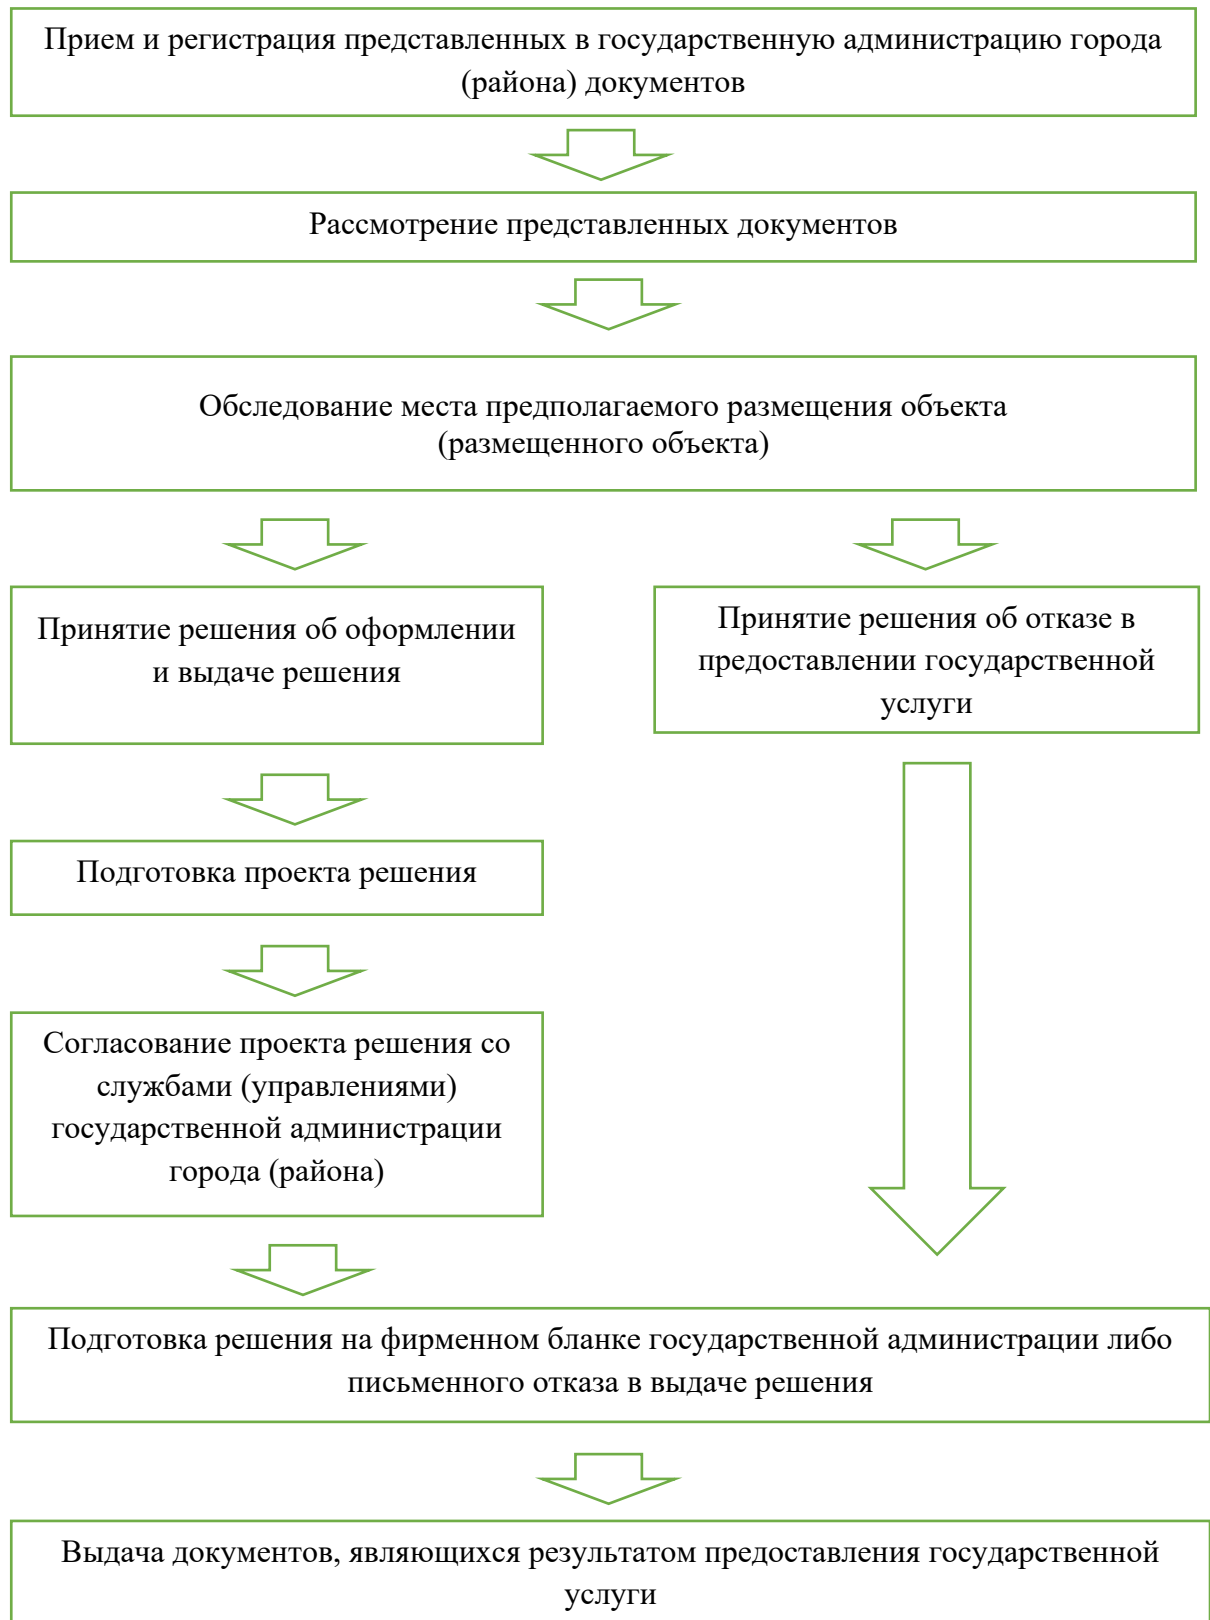 Прием и регистрация представленных в государственную администрацию города
(района) документов
Рассмотрение представленных документов
Обследование места предполагаемого размещения объекта
(размещенного объекта)
Принятие решения об оформлении
и выдаче решения
Принятие решения об отказе в
предоставлении государственной
услуги
Подготовка проекта решения
Согласование проекта решения со
службами (управлениями)
государственной администрации
города (района)
Подготовка решения на фирменном бланке государственной администрации либо
письменного отказа в выдаче решения
Выдача документов, являющихся результатом предоставления государственной
услуги